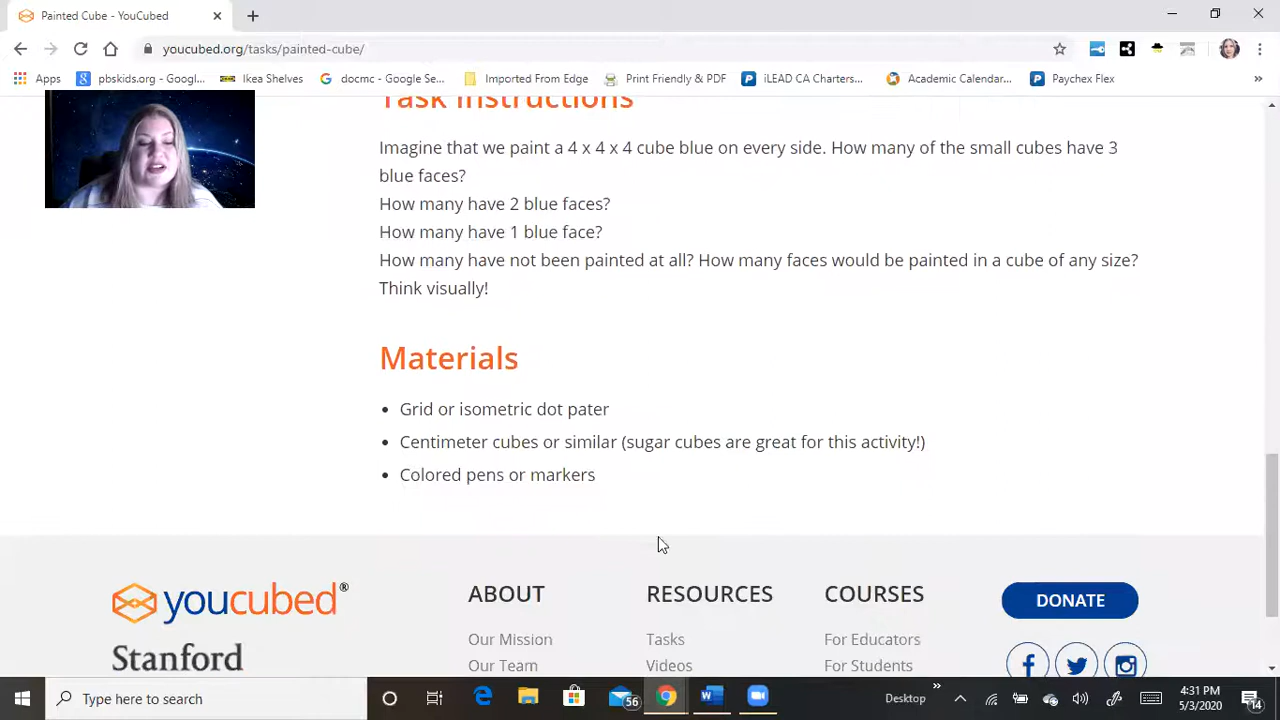 Painted Cube - YouCubed
youcubed.org/tasks/painted-cube/
Apps
pbskids.org - Googl...
Ikea Shelves
docmc - Google Se...
Imported From Edge
Print Friendly & PDF
iLEAD CA Charters...
Academic Calendar...
Paychex Flex
Task Instructions
Imagine that we paint a 4 x 4 x 4 cube blue on every side. How many of the small cubes have 3
blue faces?
How many have 2 blue faces?
How many have 1 blue face?
How many have not been painted at all? How many faces would be painted in a cube of any size?
Think visually!
Materials
• Grid or isometric dot pater
• Centimeter cubes or similar (sugar cubes are great for this activity!)
• Colored pens or markers
youcubed®
Stanford
ABOUT
Our Mission
Our Team
RESOURCES
Tasks
Videos
COURSES
For Educators
For Students
DONATE
Type here to search
56
Desktop
4:31 PM
5/3/2020
14